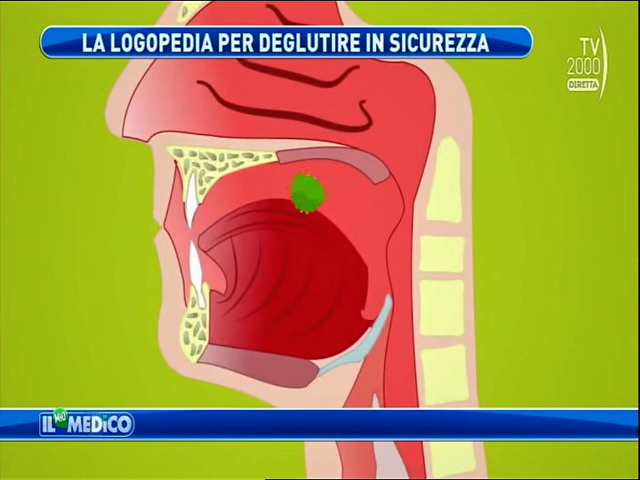 LA LOGOPEDIA PER DEGLUTIRE IN SICUREZZA
TV
2000
DIRETTA
IL MIO MEDICO